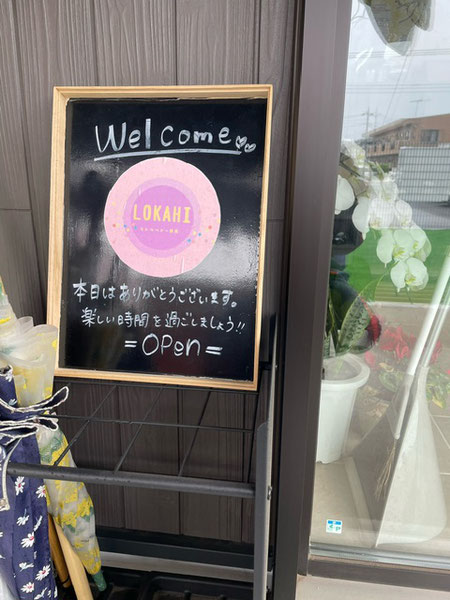 Welcome
LOKAHI
本日はありがとうございます。
楽しい時間を過ごしましょう!!
=OPen=